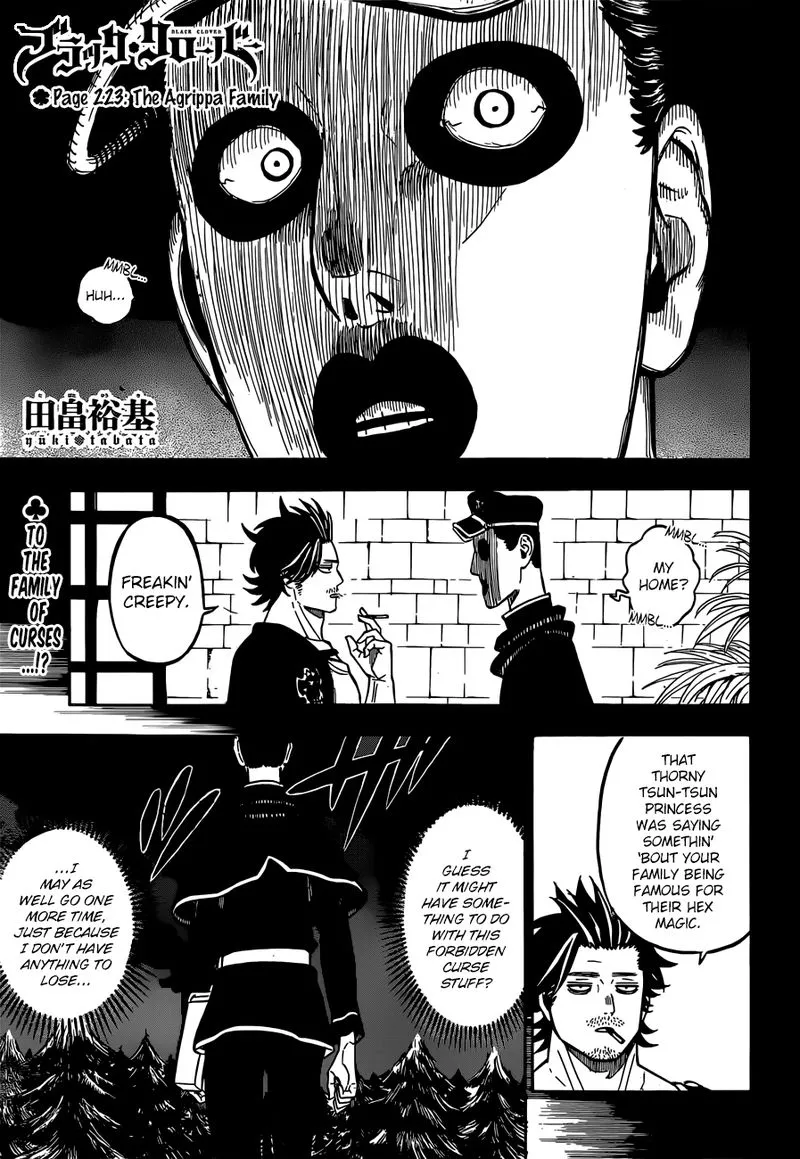 ブラック・クローバー
BLACK CLOVER
Page 223: The Agrippa Family
MMBL...
HUH...
田畠裕基
yūki tabata
TO
THE
FAMILY
OF
CURSES
...!?
MMBL...
MY
HOME?
MMBL...
FREAKIN'
CREEPY.
THAT
THORNY
TSUN-TSUN
PRINCESS
WAS SAYING
SOMETHIN'
'BOUT YOUR
FAMILY BEING
FAMOUS FOR
THEIR HEX
MAGIC.
I
GUESS
IT MIGHT
HAVE SOME-
THING TO DO
WITH THIS
FORBIDDEN
CURSE
STUFF?
...I
MAY AS
WELL GO ONE
MORE TIME,
JUST BECAUSE
I DON'T HAVE
ANYTHING TO
LOSE...